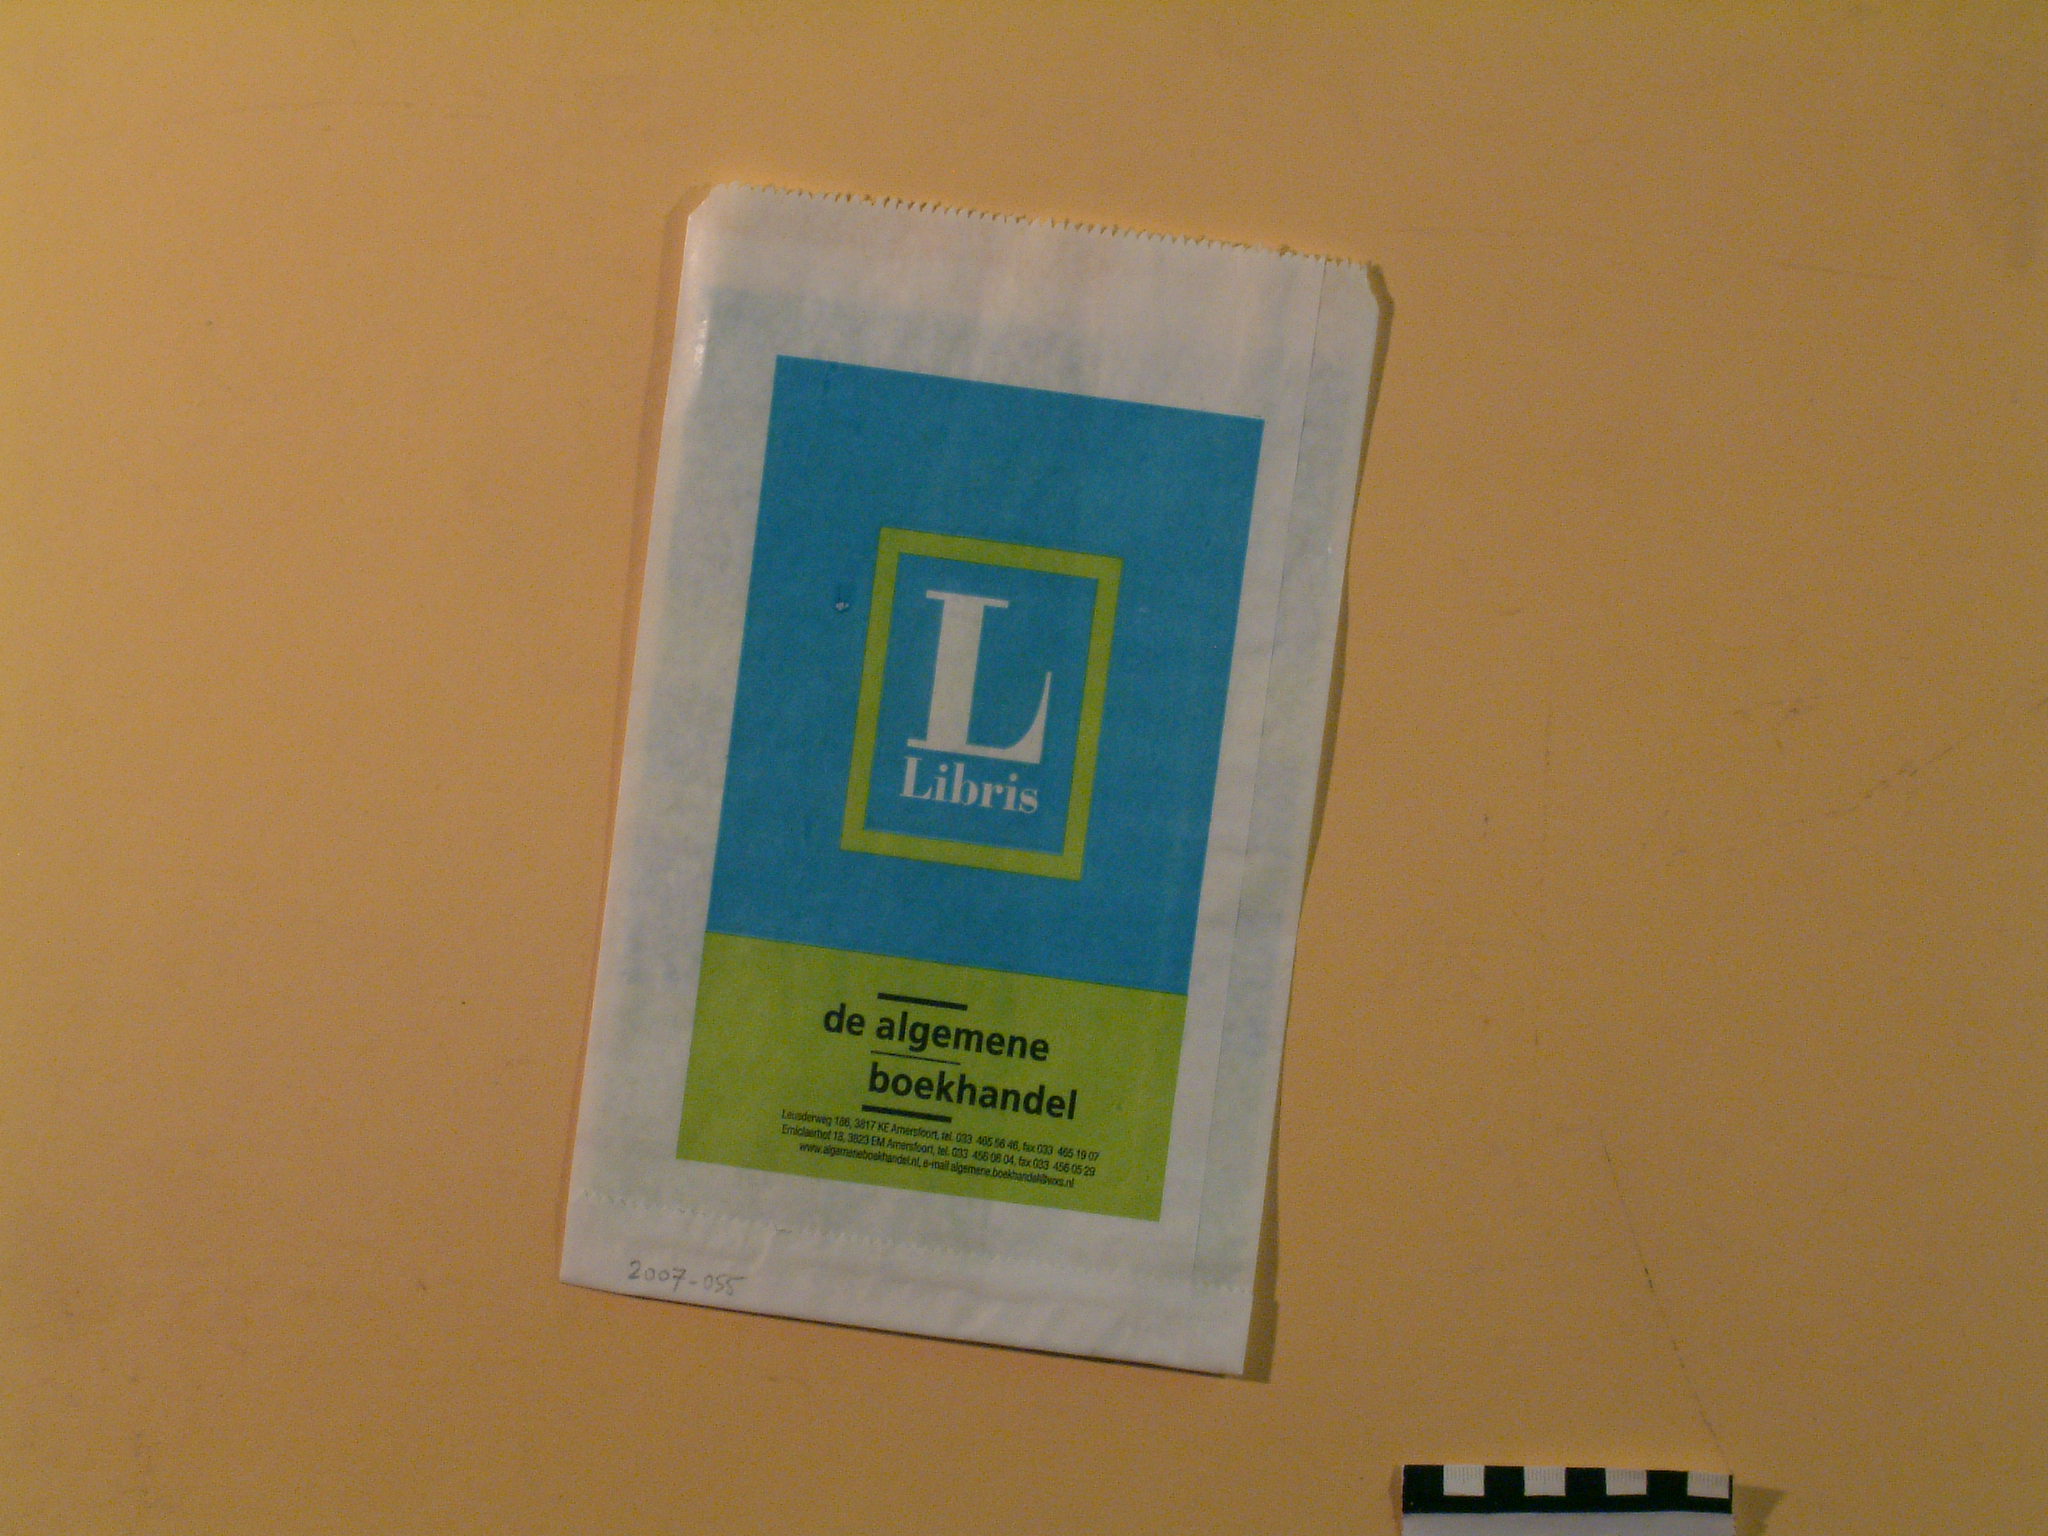 L
Libris
de algemene
boekhandel
Leusderweg 186, 3817 KE Amersfoort, tel. 033 465 56 46, fax 033 465 19 07
Emiclaerhof 13, 3823 EM Amersfoort, tel. 033 456 08 04, fax 033 456 05 29
www.algemeneboekhandel.nl, e-mail algemene.boekhandel@wxs.nl
2007-055